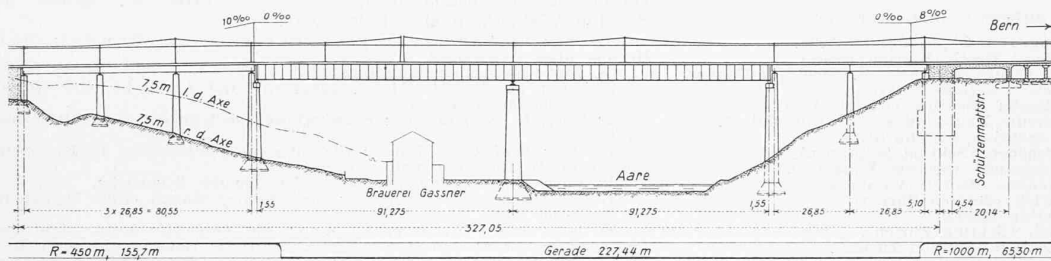 10‰ 0‰
0‰ 8‰
Bern
7,5 m l. d. Axe
7,5 m r. d. Axe
Brauerei Gassner
Aare
Schützenmattstr.
3 x 26,85 = 80,55
1,55
91,275
91,275
1,55
26,85
26,85
5,10
4,54
20,14
327,05
R = 450 m, 155,7 m
Gerade 227,44 m
R=1000 m, 65,30 m